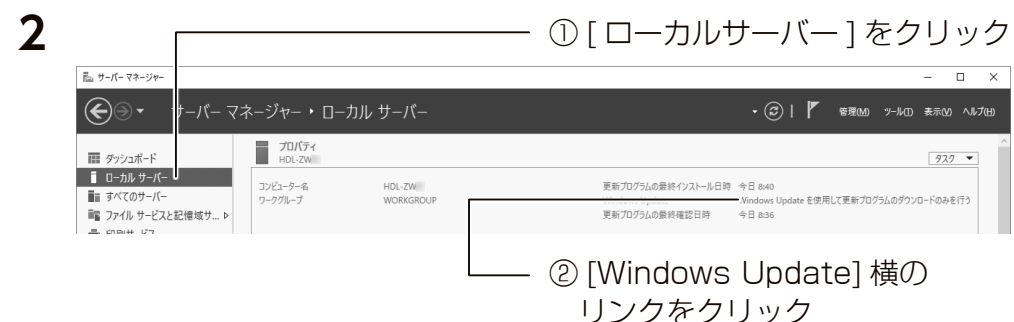 2
① [ ローカルサーバー ] をクリック
サーバー マネージャー
サーバー マネージャー ・ ローカル サーバー
管理(M) ツール(T) 表示(V) ヘルプ(H)
ダッシュボード
ローカル サーバー
すべてのサーバー
ファイル サービスと記憶域サ...
プロパティ
HDL-ZW
タスク
コンピューター名 HDL-ZW
ワークグループ WORKGROUP
更新プログラムの最終インストール日時 今日 8:40
Windows Update を使用して更新プログラムのダウンロードのみを行う
更新プログラムの最終確認日時 今日 8:36
② [Windows Update] 横の
リンクをクリック